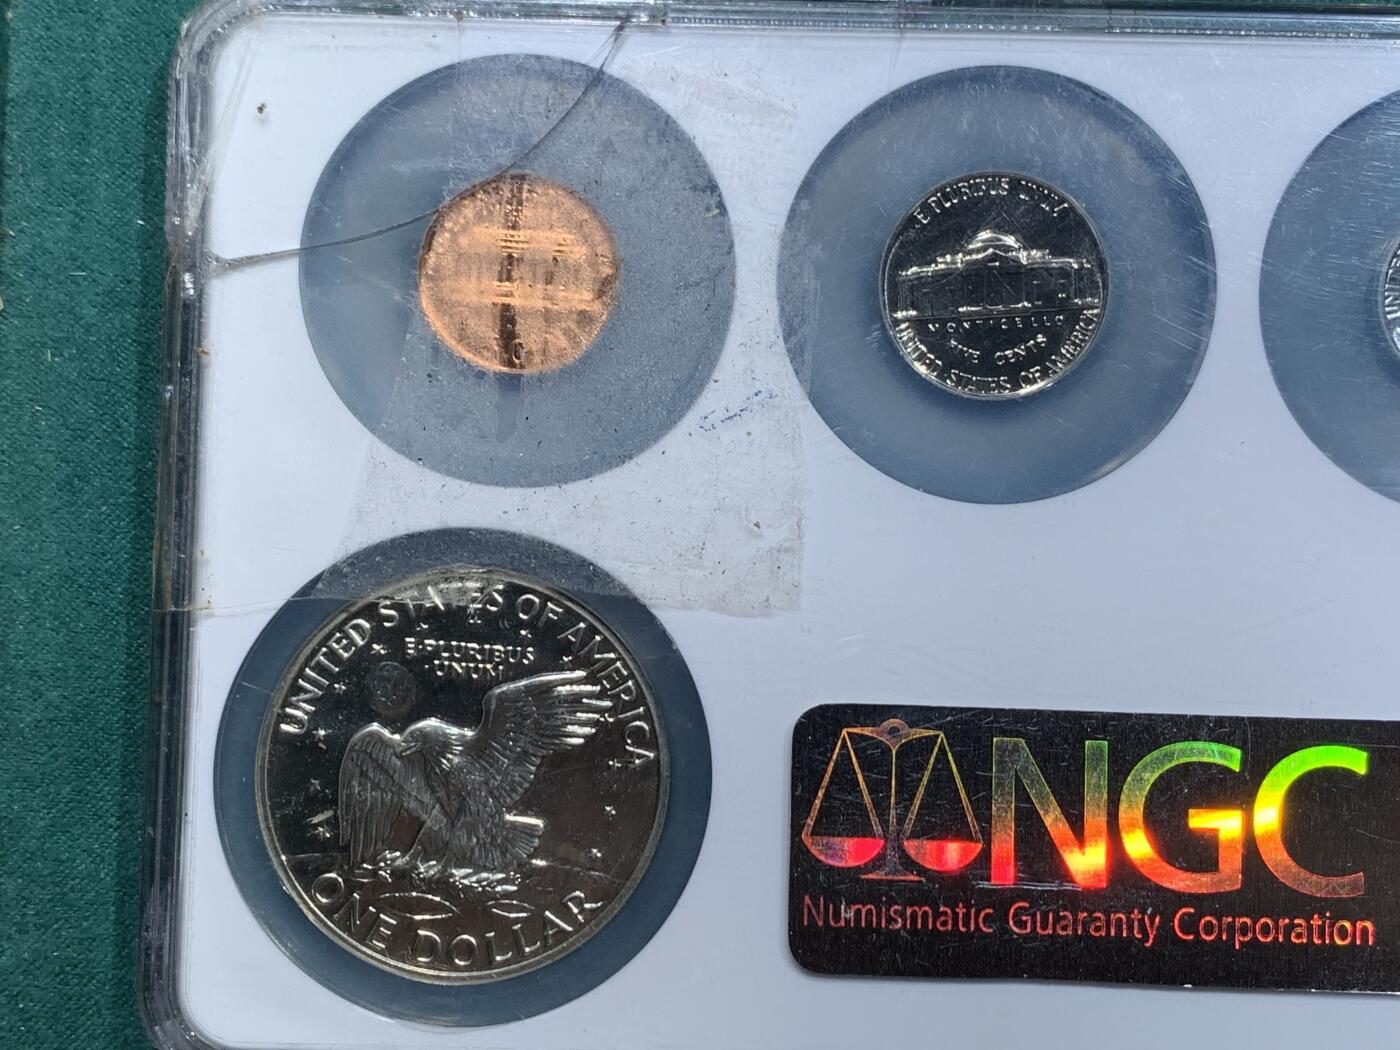 E PLURIBUS UNUM
MONTICELLO
FIVE CENTS
UNITED STATES OF AMERICA
UNITED STATES OF AMERICA
E·PLURIBUS
UNUM
ONE DOLLAR
NGC
Numismatic Guaranty Corporation